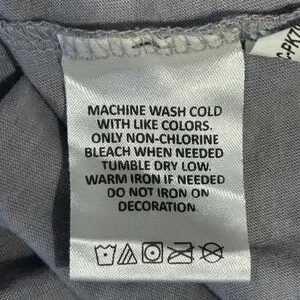 MACHINE WASH COLD
WITH LIKE COLORS.
ONLY NON-CHLORINE
BLEACH WHEN NEEDED
TUMBLE DRY LOW.
WARM IRON IF NEEDED
DO NOT IRON ON
DECORATION.